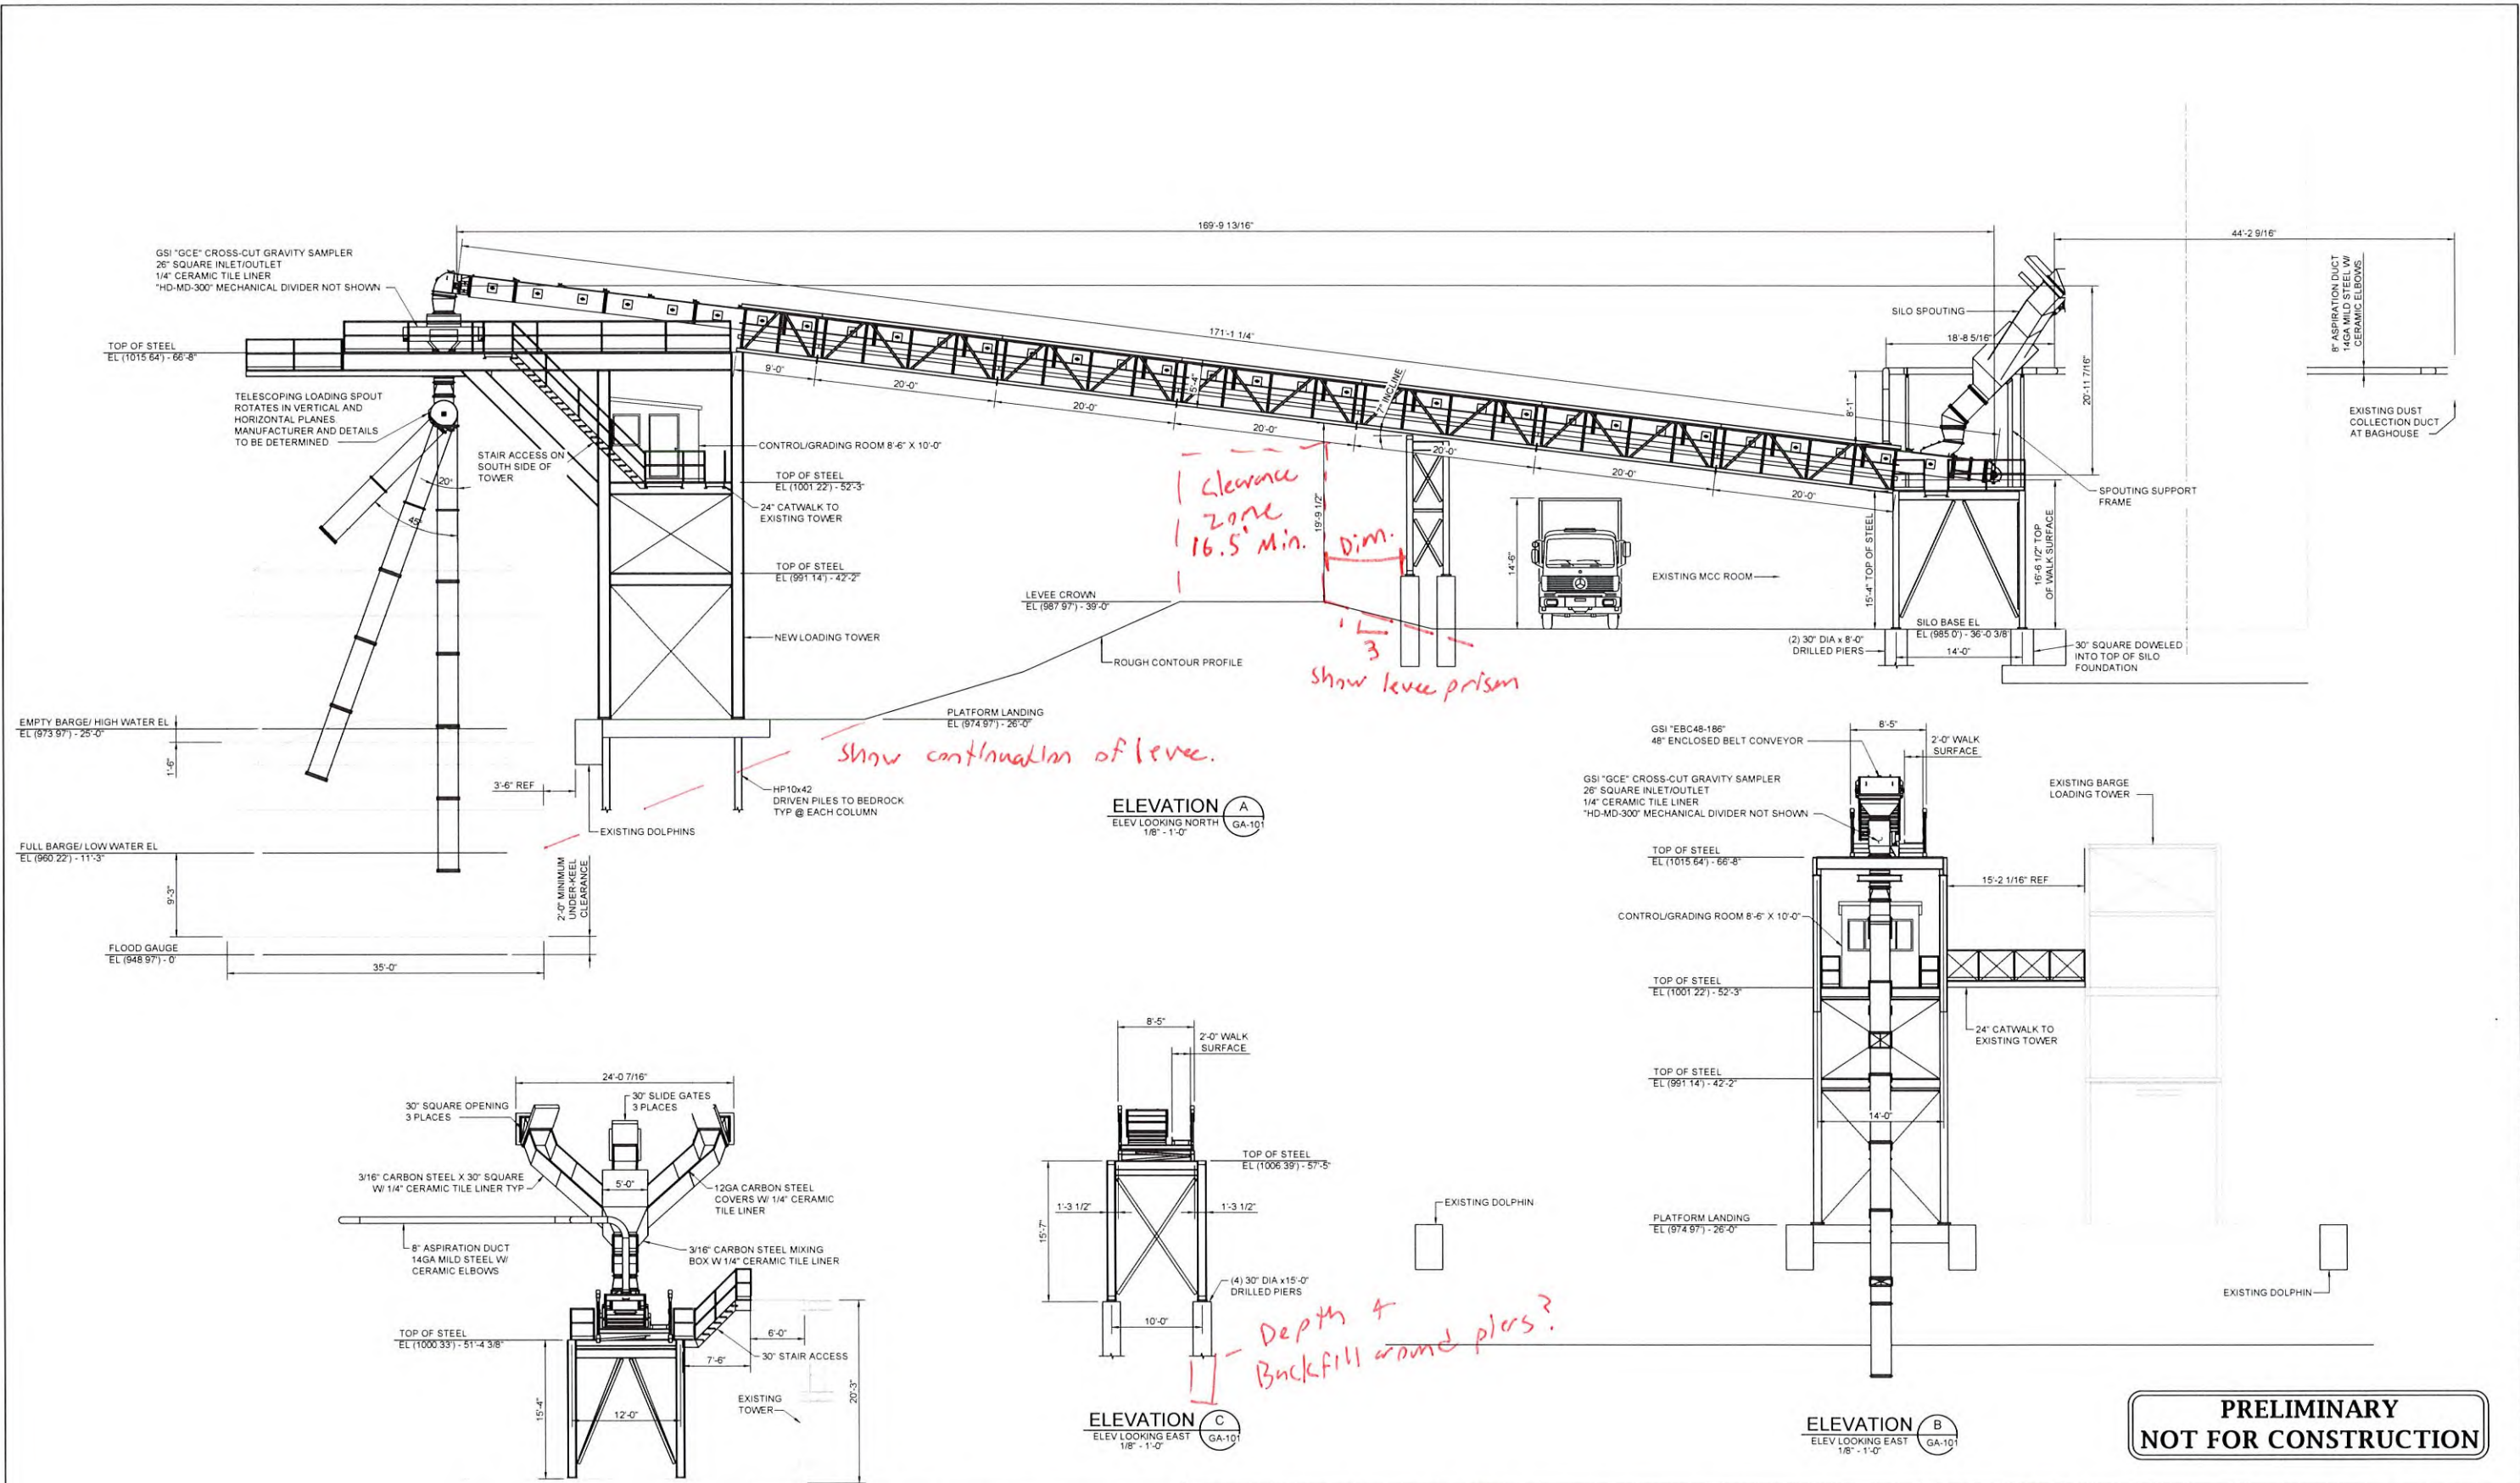 169'-9 13/16"
44'-2 9/16"
GSI "GCE" CROSS-CUT GRAVITY SAMPLER
26" SQUARE INLET/OUTLET
1/4" CERAMIC TILE LINER
"HD-MD-300" MECHANICAL DIVIDER NOT SHOWN
TOP OF STEEL
EL (1015.64') - 66'-8"
TELESCOPING LOADING SPOUT
ROTATES IN VERTICAL AND
HORIZONTAL PLANES.
MANUFACTURER AND DETAILS
TO BE DETERMINED
20°
45°
STAIR ACCESS ON
SOUTH SIDE OF
TOWER
171'-1 1/4"
9'-0"
20'-0"
20'-0"
20'-0"
20'-0"
20'-0"
20'-0"
5'-4"
7° INCLINE
CONTROL/GRADING ROOM 8'-6" X 10'-0"
TOP OF STEEL
EL (1001.22') - 52'-3"
24" CATWALK TO
EXISTING TOWER
TOP OF STEEL
EL (991.14') - 42'-2"
NEW LOADING TOWER
Clearance
zone
16.5' Min.
19'-9 1/2"
Dim.
LEVEE CROWN
EL (987.97') - 39'-0"
ROUGH CONTOUR PROFILE
1
3
show levee prism
14'-6"
EXISTING MCC ROOM
SILO SPOUTING
18'-8 5/16"
8'-1"
20'-11 7/16"
8" ASPIRATION DUCT
14GA MILD STEEL W/
CERAMIC ELBOWS
EXISTING DUST
COLLECTION DUCT
AT BAGHOUSE
SPOUTING SUPPORT
FRAME
15'-4" TOP OF STEEL
16'-6 1/2" TOP
OF WALK SURFACE
SILO BASE EL
EL (985.0') - 36'-0 3/8"
(2) 30" DIA x 8'-0"
DRILLED PIERS
14'-0"
30" SQUARE DOWELED
INTO TOP OF SILO
FOUNDATION
PLATFORM LANDING
EL (974.97') - 26'-0"
EMPTY BARGE/ HIGH WATER EL
EL (973.97') - 25'-0"
1'-6"
show continuation of levee.
3'-6" REF
HP10x42
DRIVEN PILES TO BEDROCK
TYP @ EACH COLUMN
EXISTING DOLPHINS
FULL BARGE/ LOW WATER EL
EL (960.22') - 11'-3"
9'-3"
2'-0" MINIMUM
UNDER-KEEL
CLEARANCE
FLOOD GAUGE
EL (948.97') - 0'
35'-0"
ELEVATION A
ELEV LOOKING NORTH GA-101
1/8" - 1'-0"
GSI "EBC48-186"
48" ENCLOSED BELT CONVEYOR
8'-5"
2'-0" WALK
SURFACE
GSI "GCE" CROSS-CUT GRAVITY SAMPLER
26" SQUARE INLET/OUTLET
1/4" CERAMIC TILE LINER
"HD-MD-300" MECHANICAL DIVIDER NOT SHOWN
EXISTING BARGE
LOADING TOWER
TOP OF STEEL
EL (1015.64') - 66'-8"
15'-2 1/16" REF
CONTROL/GRADING ROOM 8'-6" X 10'-0"
TOP OF STEEL
EL (1001.22') - 52'-3"
24" CATWALK TO
EXISTING TOWER
TOP OF STEEL
EL (991.14') - 42'-2"
14'-0"
PLATFORM LANDING
EL (974.97') - 26'-0"
EXISTING DOLPHIN
EXISTING DOLPHIN
ELEVATION B
ELEV LOOKING EAST GA-101
1/8" - 1'-0"
24'-0 7/16"
30" SQUARE OPENING
3 PLACES
30" SLIDE GATES
3 PLACES
3/16" CARBON STEEL X 30" SQUARE
W/ 1/4" CERAMIC TILE LINER TYP
5'-0"
12GA CARBON STEEL
COVERS W/ 1/4" CERAMIC
TILE LINER
8" ASPIRATION DUCT
14GA MILD STEEL W/
CERAMIC ELBOWS
3/16" CARBON STEEL MIXING
BOX W 1/4" CERAMIC TILE LINER
TOP OF STEEL
EL (1000.33') - 51'-4 3/8"
6'-0"
7'-6"
30" STAIR ACCESS
15'-4"
12'-0"
EXISTING
TOWER
20'-3"
8'-5"
2'-0" WALK
SURFACE
TOP OF STEEL
EL (1006.39') - 57'-5"
1'-3 1/2"
1'-3 1/2"
15'-7"
(4) 30" DIA x15'-0"
DRILLED PIERS
10'-0"
Depth +
Backfill around piers?
ELEVATION C
ELEV LOOKING EAST GA-101
1/8" - 1'-0"
PRELIMINARY
NOT FOR CONSTRUCTION